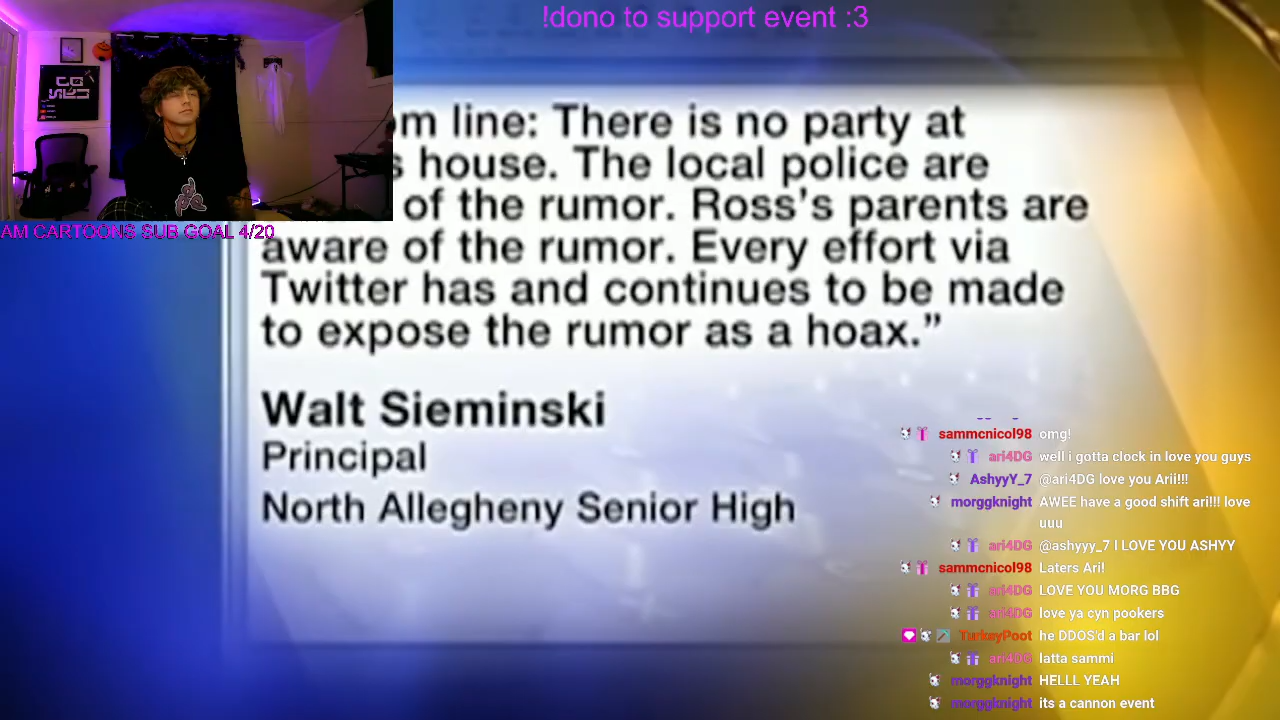 !dono to support event :3
om line: There is no party at
s house. The local police are
of the rumor. Ross's parents are
aware of the rumor. Every effort via
Twitter has and continues to be made
to expose the rumor as a hoax.”
Walt Sieminski
Principal
North Allegheny Senior High
AM CARTOONS SUB GOAL 4/20
sammcnicol98 omg!
ari4DG well i gotta clock in love you guys
AshyyY_7 @ari4DG love you Arii!!!
morggknight AWEE have a good shift ari!!! love
uuu
ari4DG @ashyyy_7 I LOVE YOU ASHYY
sammcnicol98 Laters Ari!
ari4DG LOVE YOU MORG BBG
ari4DG love ya cyn pookers
TurkeyPoot he DDOS'd a bar lol
ari4DG latta sammi
morggknight HELLL YEAH
morggknight its a cannon event